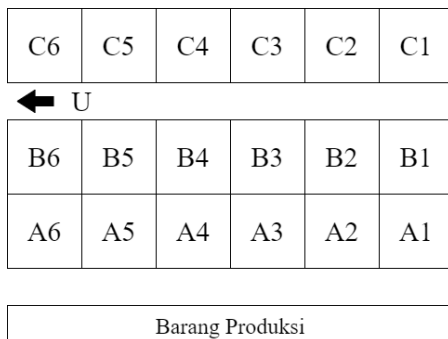 C6 C5 C4 C3 C2 C1
U
B6 B5 B4 B3 B2 B1
A6 A5 A4 A3 A2 A1
Barang Produksi